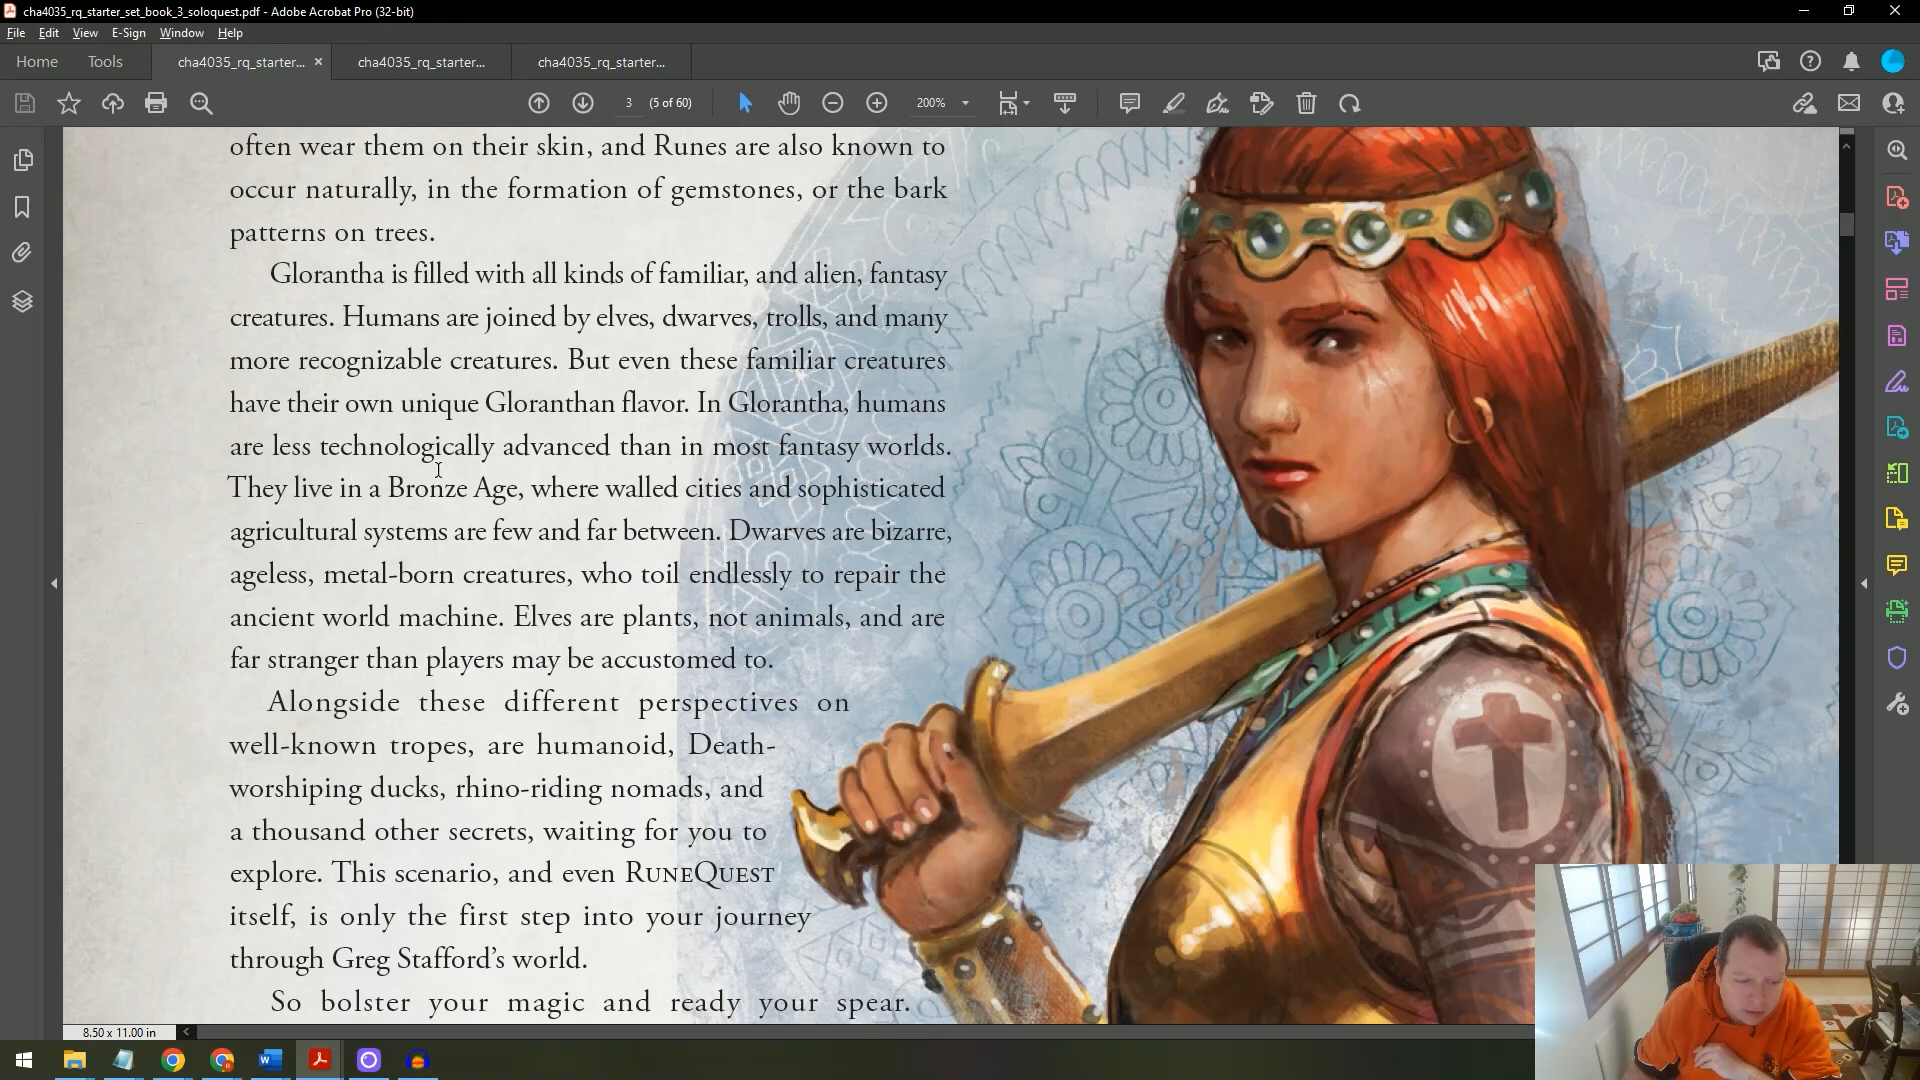 cha4035_rq_starter_set_book_3_soloquest.pdf - Adobe Acrobat Pro (32-bit)
File Edit View E-Sign Window Help
Home Tools cha4035_rq_starter... × cha4035_rq_starter... cha4035_rq_starter...
3 (5 of 60) 200%
often wear them on their skin, and Runes are also known to
occur naturally, in the formation of gemstones, or the bark
patterns on trees.
Glorantha is filled with all kinds of familiar, and alien, fantasy
creatures. Humans are joined by elves, dwarves, trolls, and many
more recognizable creatures. But even these familiar creatures
have their own unique Gloranthan flavor. In Glorantha, humans
are less technologically advanced than in most fantasy worlds.
They live in a Bronze Age, where walled cities and sophisticated
agricultural systems are few and far between. Dwarves are bizarre,
ageless, metal-born creatures, who toil endlessly to repair the
ancient world machine. Elves are plants, not animals, and are
far stranger than players may be accustomed to.
Alongside these different perspectives on
well-known tropes, are humanoid, Death-
worshiping ducks, rhino-riding nomads, and
a thousand other secrets, waiting for you to
explore. This scenario, and even RUNEQUEST
itself, is only the first step into your journey
through Greg Stafford's world.
So bolster your magic and ready your spear.
8.50 x 11.00 in